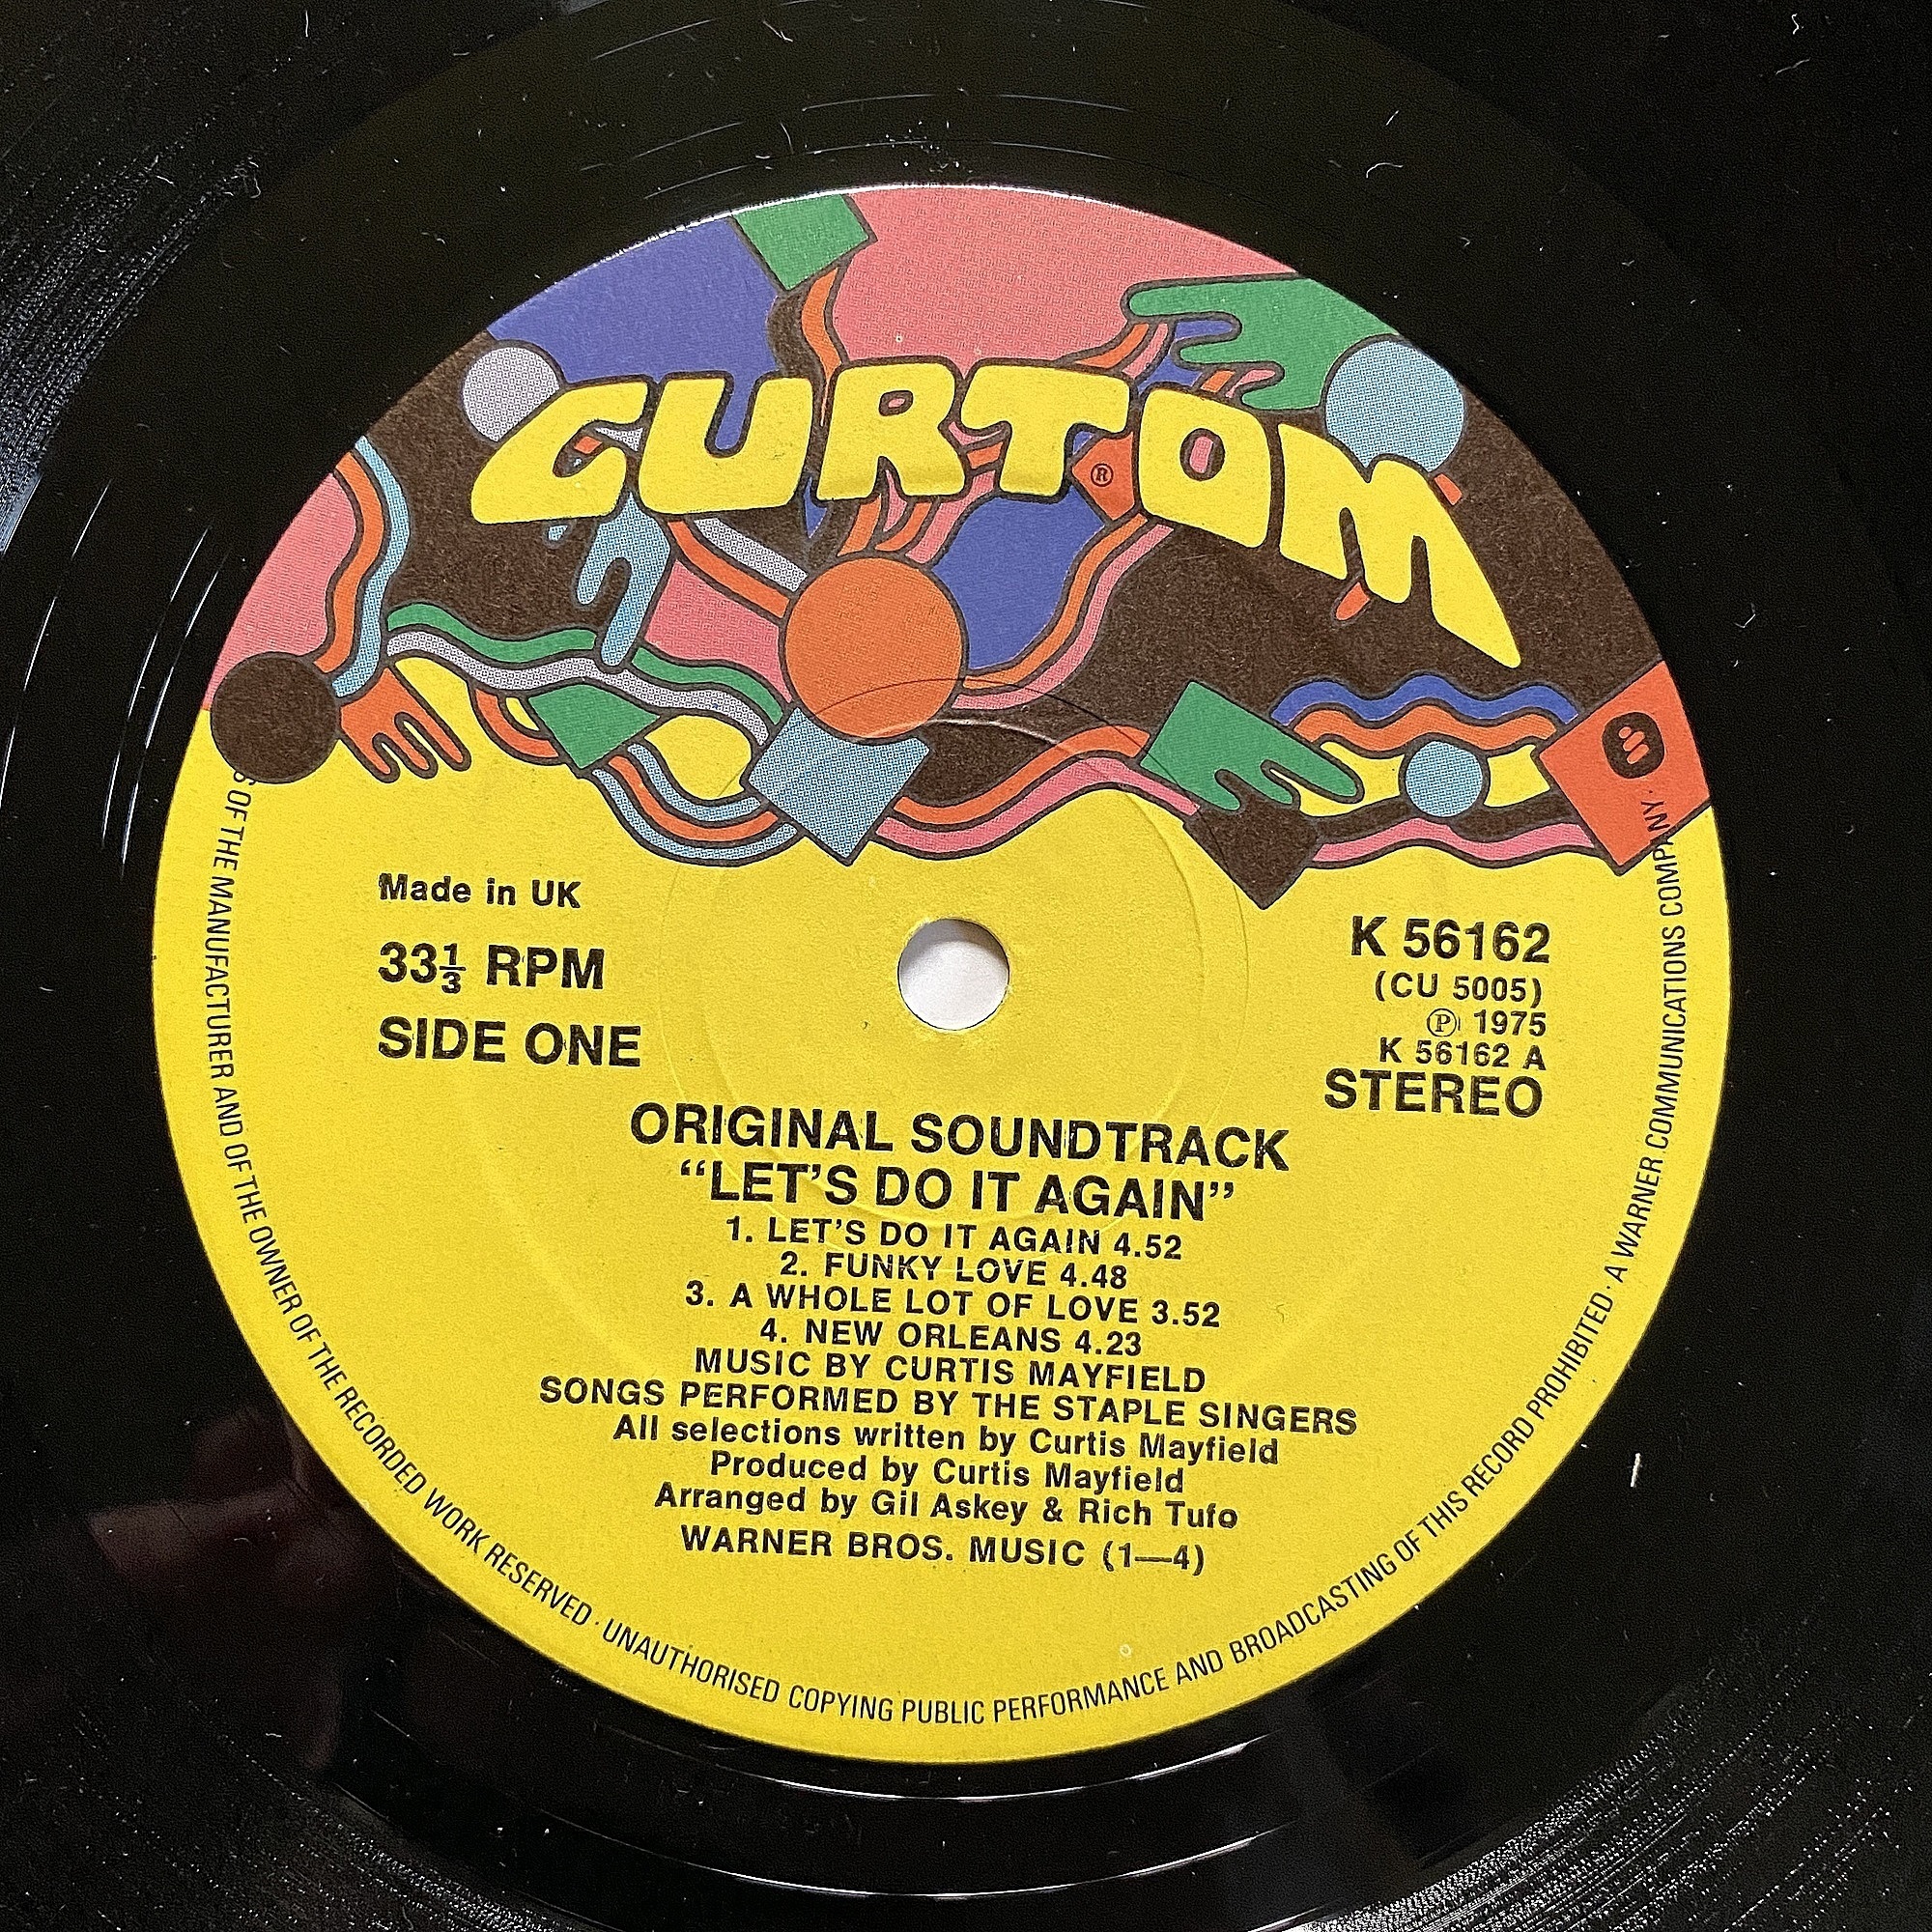 CURTOM
®
Made in UK
33⅓ RPM
SIDE ONE
K 56162
(CU 5005)
℗ 1975
K 56162 A
STEREO
ORIGINAL SOUNDTRACK
“LET’S DO IT AGAIN”
1. LET’S DO IT AGAIN 4.52
2. FUNKY LOVE 4.48
3. A WHOLE LOT OF LOVE 3.52
4. NEW ORLEANS 4.23
MUSIC BY CURTIS MAYFIELD
SONGS PERFORMED BY THE STAPLE SINGERS
All selections written by Curtis Mayfield
Produced by Curtis Mayfield
Arranged by Gil Askey & Rich Tufo
WARNER BROS. MUSIC (1—4)
OF THE MANUFACTURER AND OF THE OWNER OF THE RECORDED WORK RESERVED · UNAUTHORISED COPYING PUBLIC PERFORMANCE AND BROADCASTING OF THIS RECORD PROHIBITED · A WARNER COMMUNICATIONS COMPANY ·